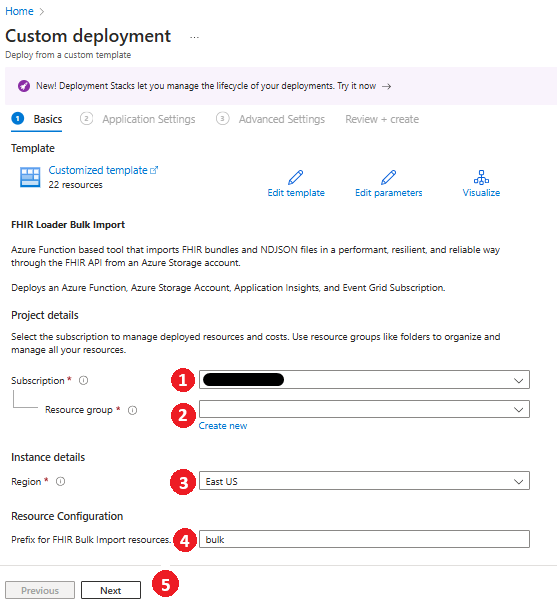 Home >
Custom deployment ...
Deploy from a custom template
New! Deployment Stacks let you manage the lifecycle of your deployments. Try it now →
1 Basics 2 Application Settings 3 Advanced Settings Review + create
Template
Customized template
22 resources
Edit template Edit parameters Visualize
FHIR Loader Bulk Import
Azure Function based tool that imports FHIR bundles and NDJSON files in a performant, resilient, and reliable way
through the FHIR API from an Azure Storage account.
Deploys an Azure Function, Azure Storage Account, Application Insights, and Event Grid Subscription.
Project details
Select the subscription to manage deployed resources and costs. Use resource groups like folders to organize and
manage all your resources.
Subscription * 1
Resource group * 2
Create new
Instance details
Region * 3 East US
Resource Configuration
Prefix for FHIR Bulk Import resources. 4 bulk
Previous Next 5